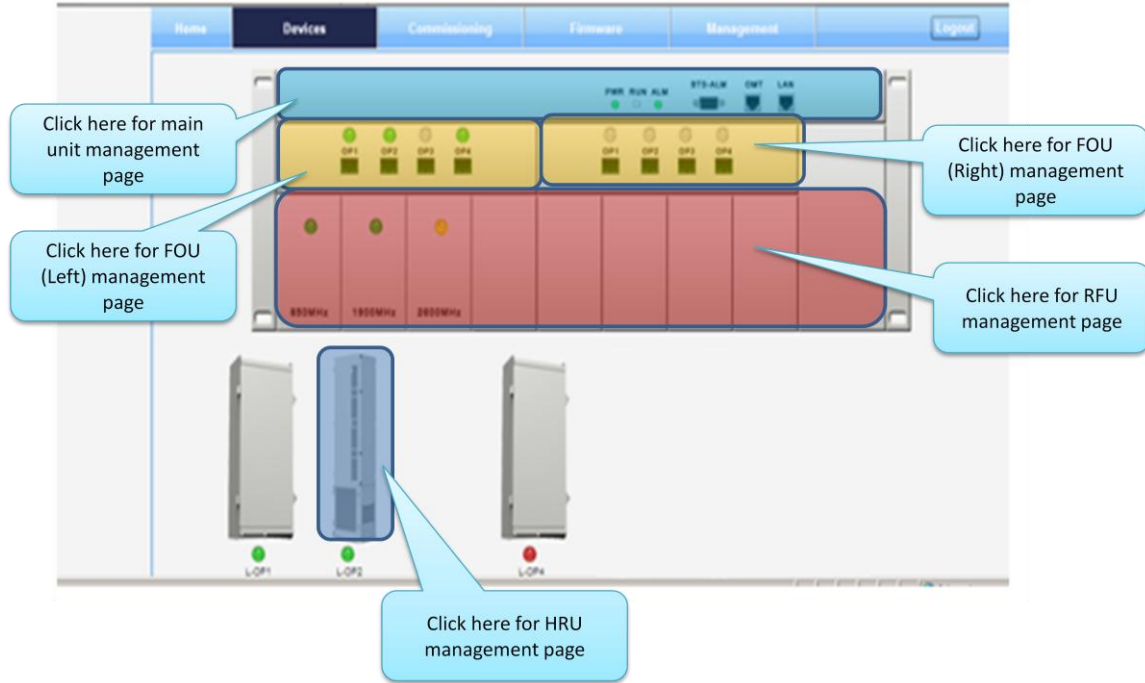 Home Devices Commissioning Firmware Management Logout
PWR RUN ALM BTS-ALM OMT LAN
Click here for main
unit management
page
OP1 OP2 OP3 OP4
OP1 OP2 OP3 OP4
Click here for FOU
(Right) management
page
Click here for FOU
(Left) management
page
Click here for RFU
management page
850MHz 1900MHz 2600MHz
L-OP1 L-OP2 L-OP4
Click here for HRU
management page